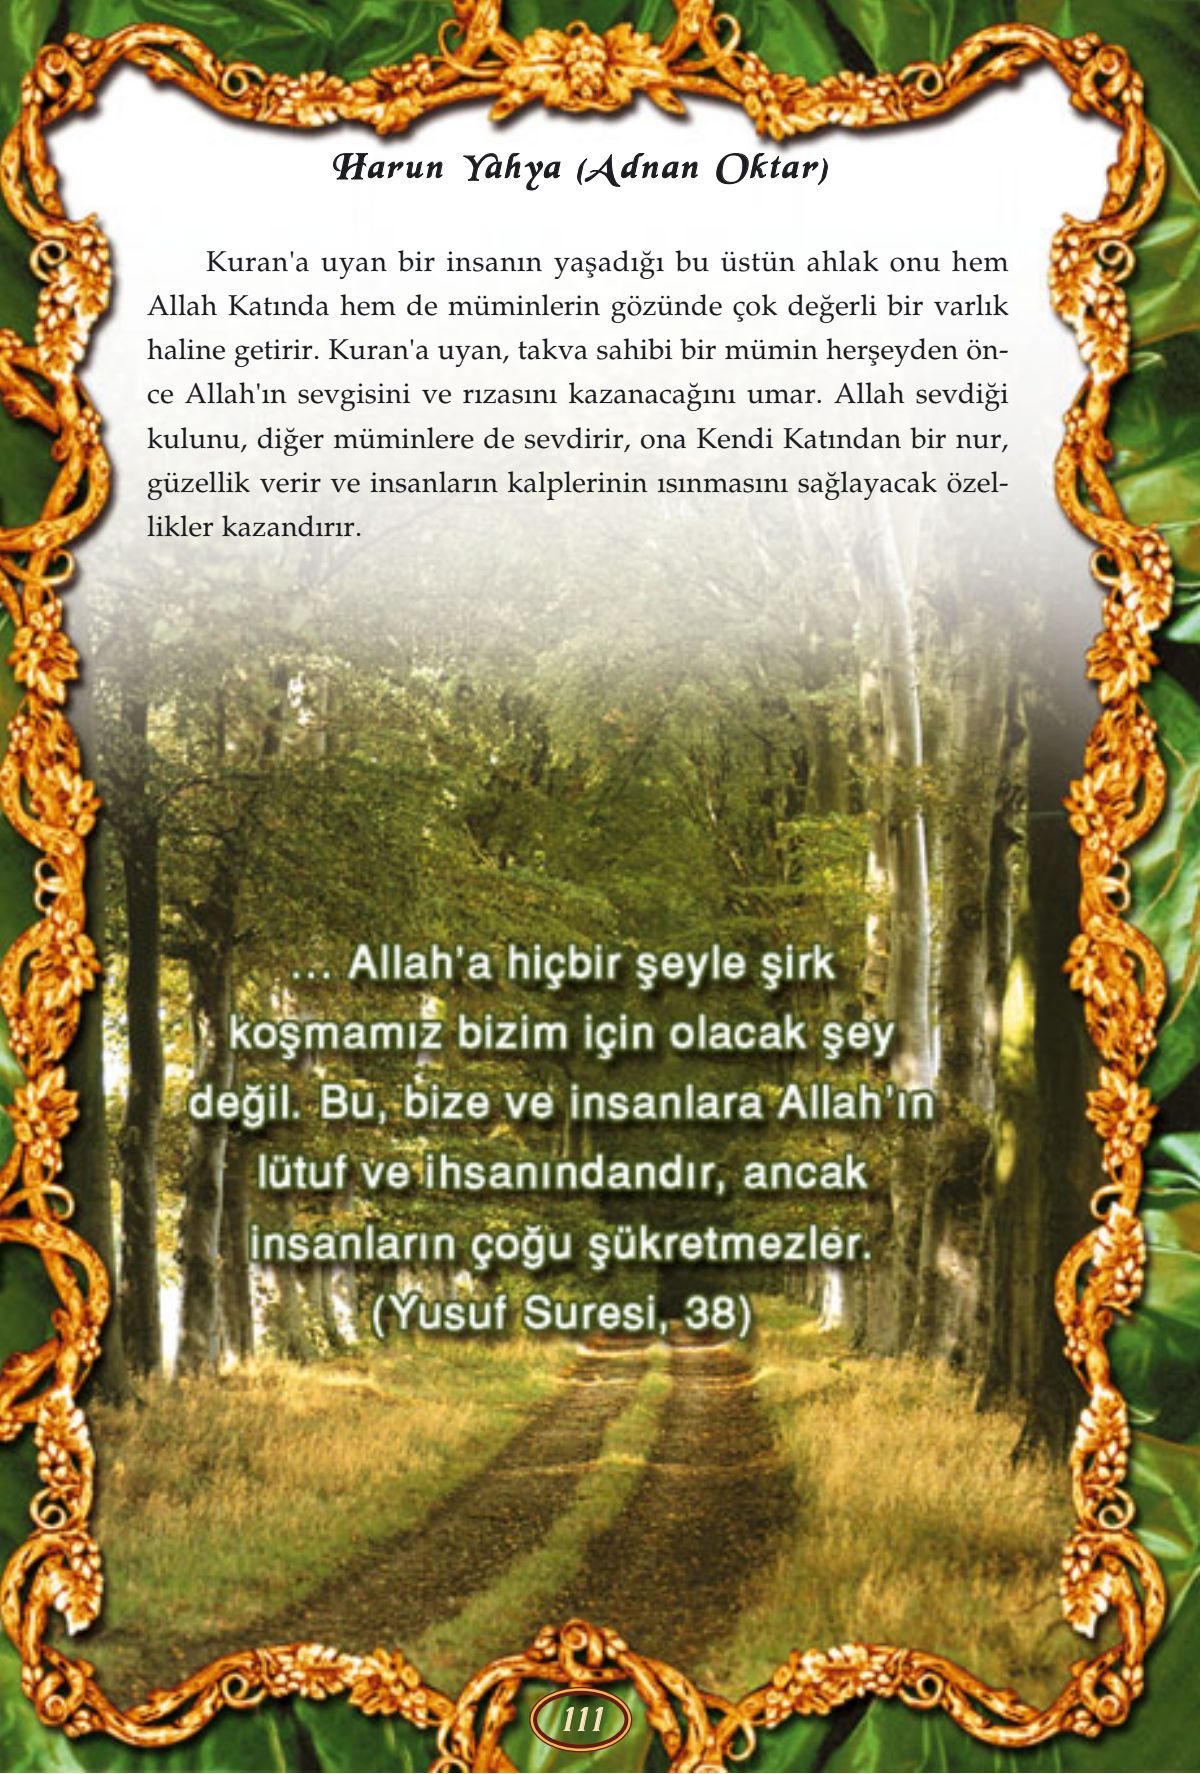 Harun Yahya (Adnan Oktar)
Kuran'a uyan bir insanın yaşadığı bu üstün ahlak onu hem
Allah Katında hem de müminlerin gözünde çok değerli bir varlık
haline getirir. Kuran'a uyan, takva sahibi bir mümin herşeyden ön-
ce Allah'ın sevgisini ve rızasını kazanacağını umar. Allah sevdiği
kulunu, diğer müminlere de sevdirir, ona Kendi Katından bir nur,
güzellik verir ve insanların kalplerinin ısınmasını sağlayacak özel-
likler kazandırır.
... Allah'a hiçbir şeyle şirk
koşmamız bizim için olacak şey
değil. Bu, bize ve insanlara Allah'ın
lütuf ve ihsanındandır, ancak
insanların çoğu şükretmezler.
(Yusuf Suresi, 38)
111